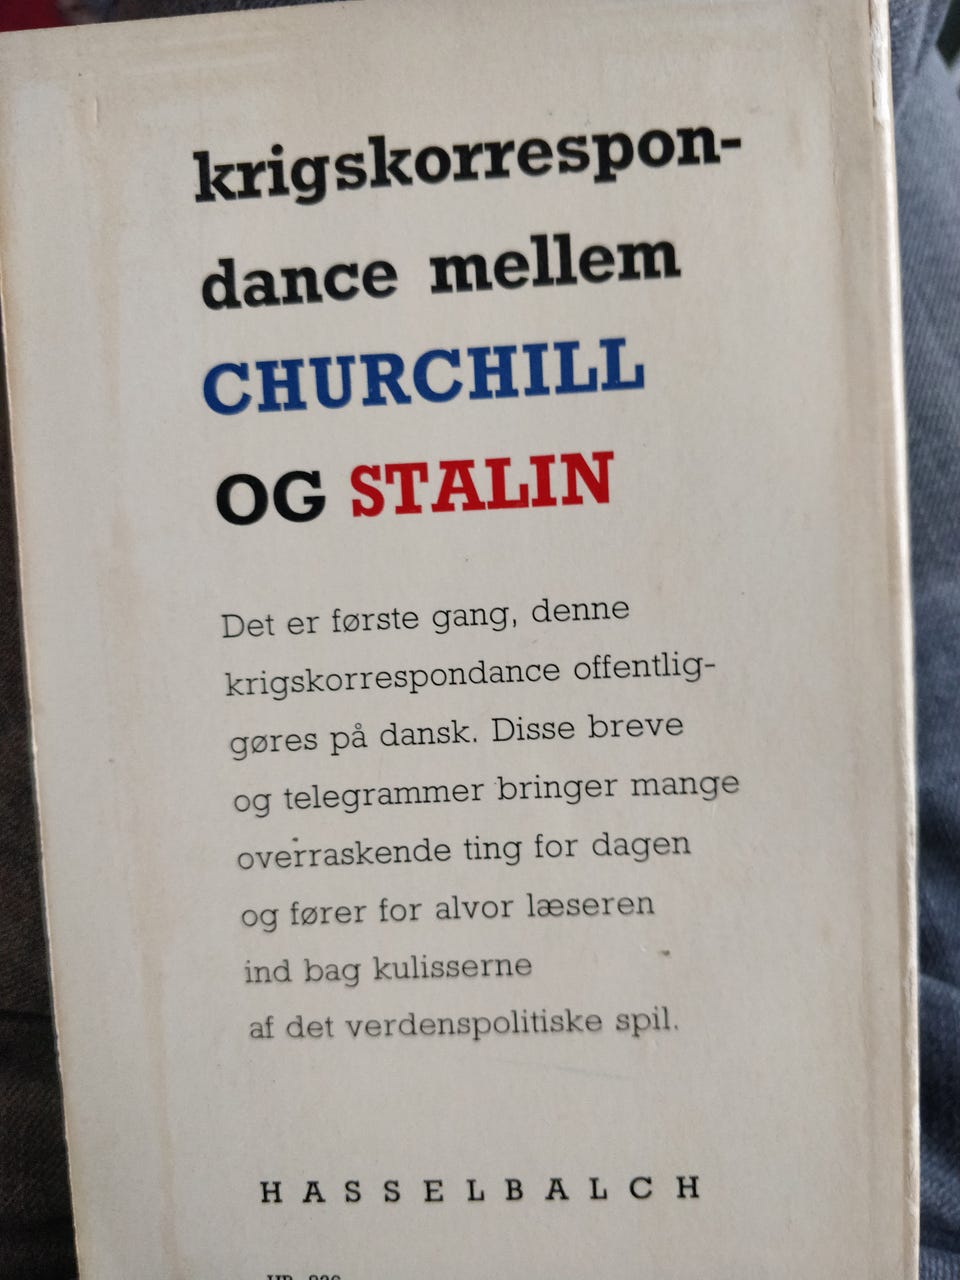 krigskorrespon-
dance mellem
CHURCHILL
OG STALIN
Det er første gang, denne
krigskorrespondance offentlig-
gøres på dansk. Disse breve
og telegrammer bringer mange
overraskende ting for dagen
og fører for alvor læseren
ind bag kulisserne
af det verdenspolitiske spil.
HASSELBALCH